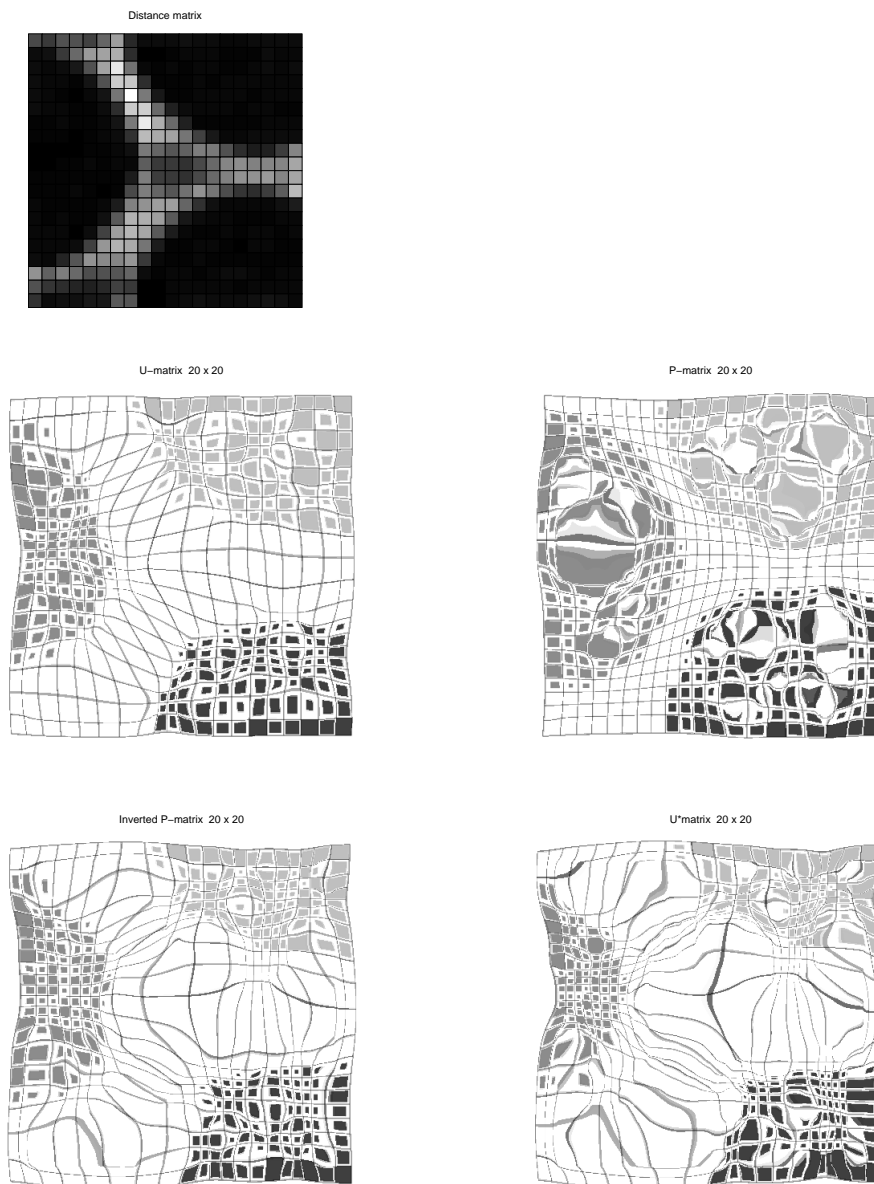 Distance matrix
U−matrix 20 x 20
P−matrix 20 x 20
Inverted P−matrix 20 x 20
U*matrix 20 x 20